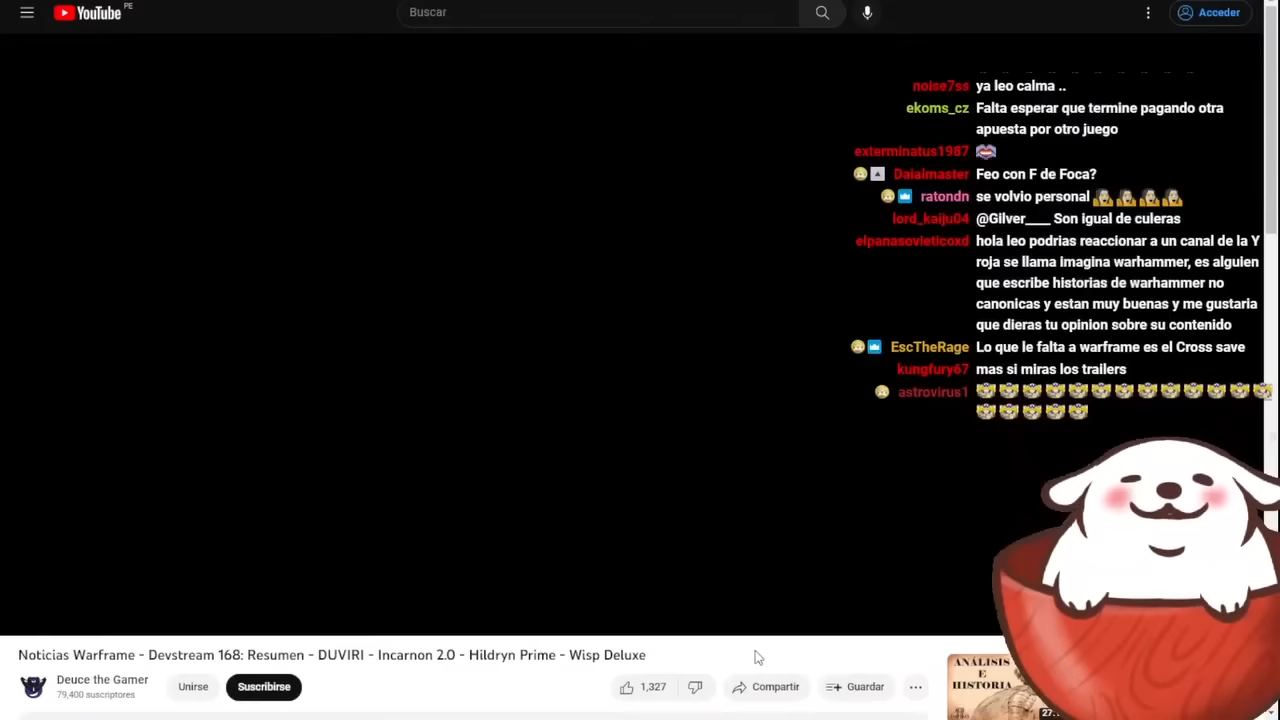 YouTube PE
Buscar
Acceder
noise7ss ya leo calma ..
ekoms_cz Falta esperar que termine pagando otra
apuesta por otro juego
exterminatus1987
Daialmaster Feo con F de Foca?
ratondn se volvio personal
lord_kaiju04 @Gilver___ Son igual de culeras
elpanasovieticoxd hola leo podrias reaccionar a un canal de la Y
roja se llama imagina warhammer, es alguien
que escribe historias de warhammer no
canonicas y estan muy buenas y me gustaria
que dieras tu opinion sobre su contenido
EscTheRage Lo que le falta a warframe es el Cross save
kungfury67 mas si miras los trailers
astrovirus1
Noticias Warframe - Devstream 168: Resumen - DUVIRI - Incarnon 2.0 - Hildryn Prime - Wisp Deluxe
Deuce the Gamer
79,400 suscriptores
Unirse
Suscribirse
1,327
Compartir
Guardar
ANÁLISIS
E
HISTORIA